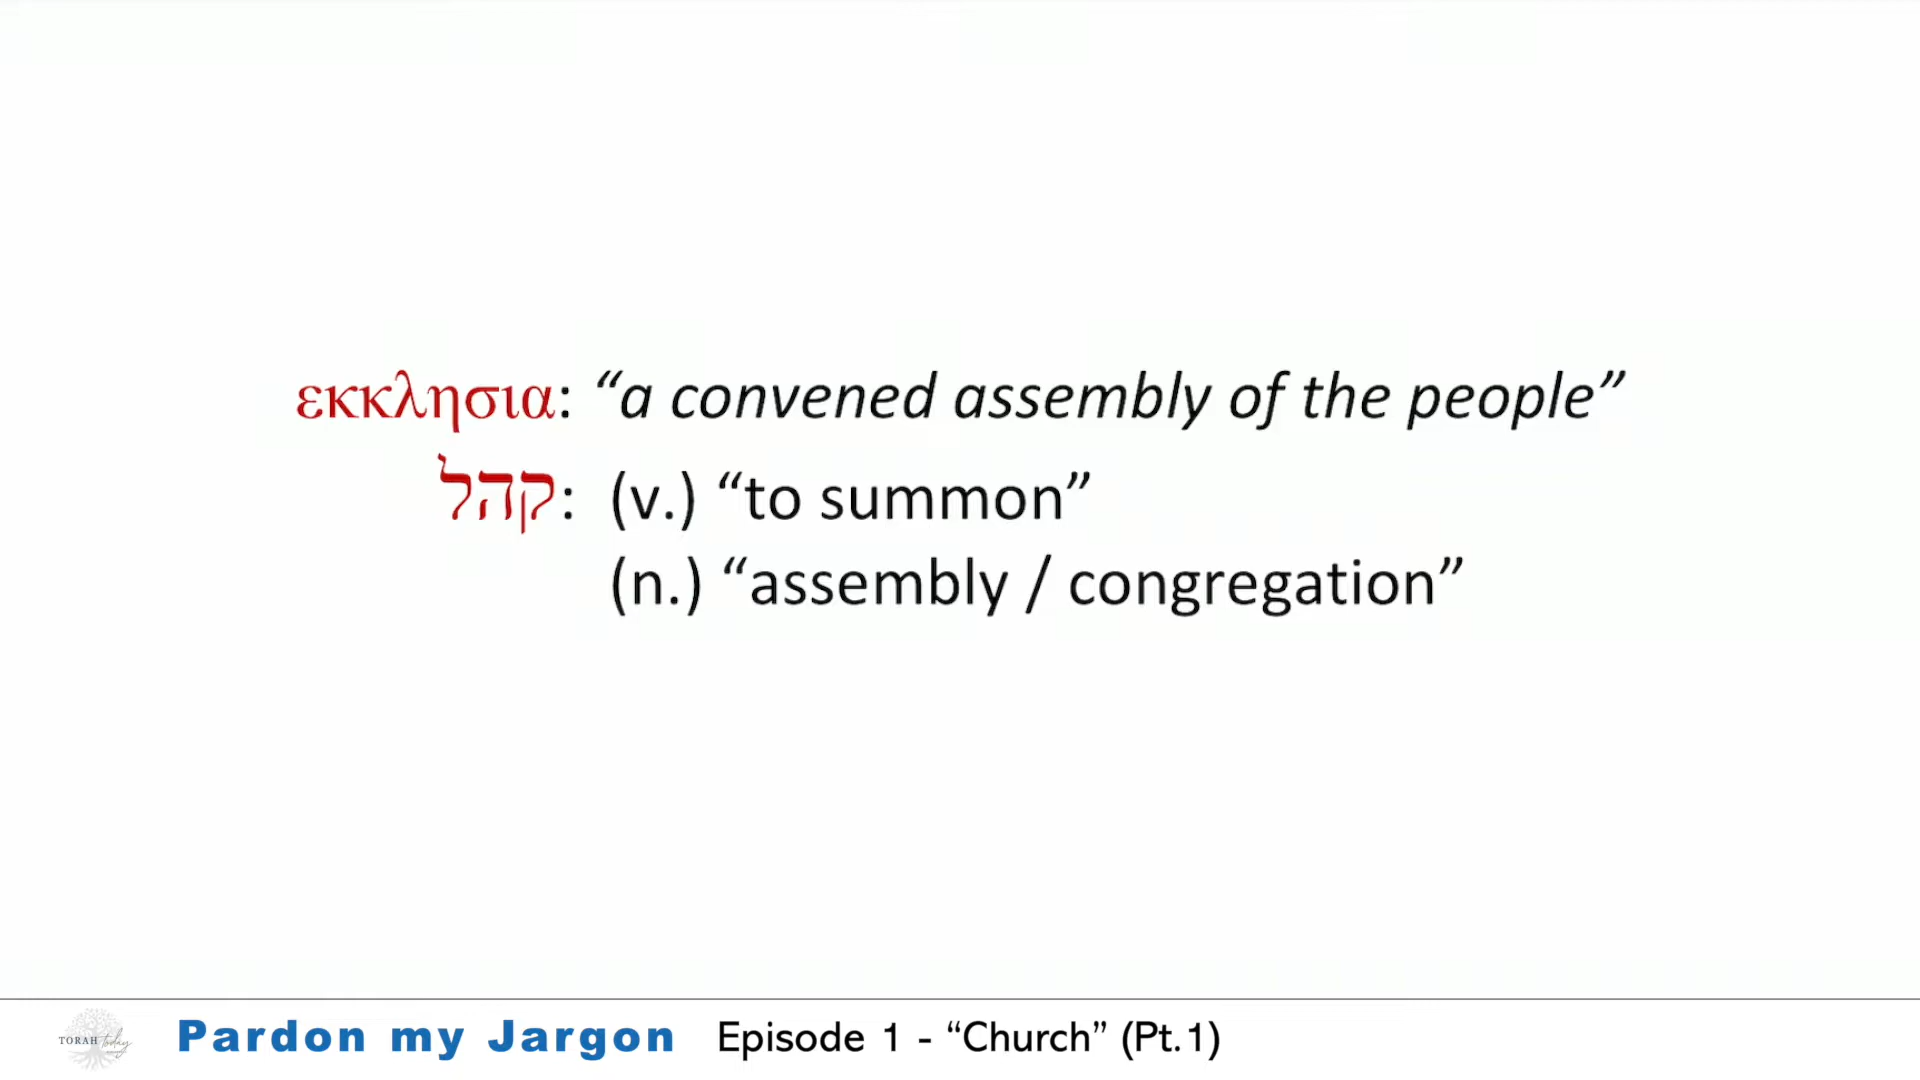 εκκλησια: “a convened assembly of the people”
קהל: (v.) “to summon”
(n.) “assembly / congregation”
TORAH today
Pardon my Jargon Episode 1 - “Church” (Pt.1)